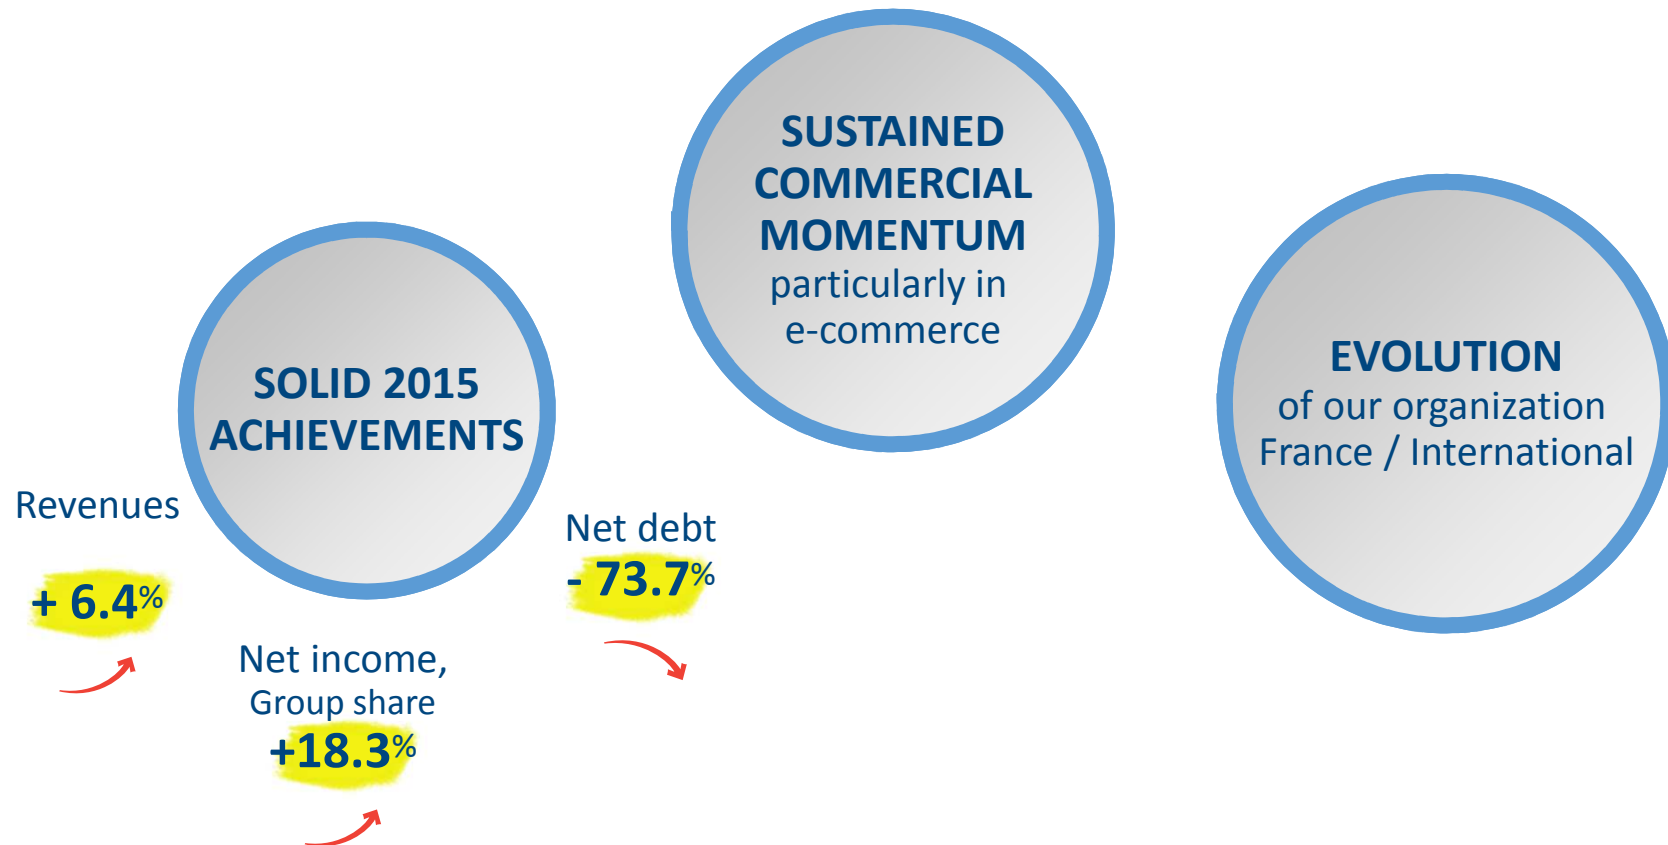 SOLID 2015
ACHIEVEMENTS
Revenues
+ 6.4%
Net income,
Group share
+18.3%
Net debt
- 73.7%
SUSTAINED
COMMERCIAL
MOMENTUM
particularly in
e-commerce
EVOLUTION
of our organization
France / International